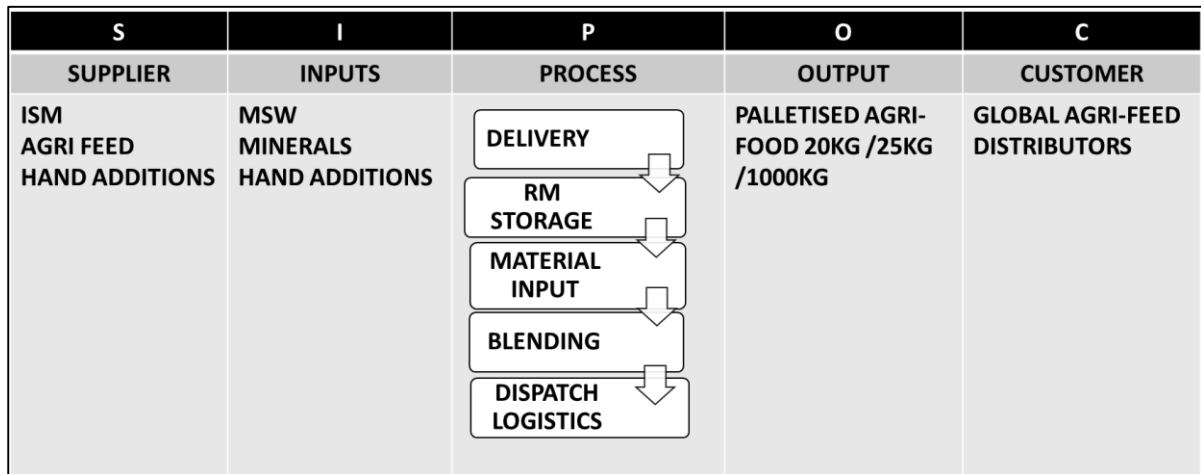 S
I
P
O
C
SUPPLIER
INPUTS
PROCESS
OUTPUT
CUSTOMER
ISM
AGRI FEED
HAND ADDITIONS
MSW
MINERALS
HAND ADDITIONS
DELIVERY
RM
STORAGE
MATERIAL
INPUT
BLENDING
DISPATCH
LOGISTICS
PALLETISED AGRI-
FOOD 20KG /25KG
/1000KG
GLOBAL AGRI-FEED
DISTRIBUTORS